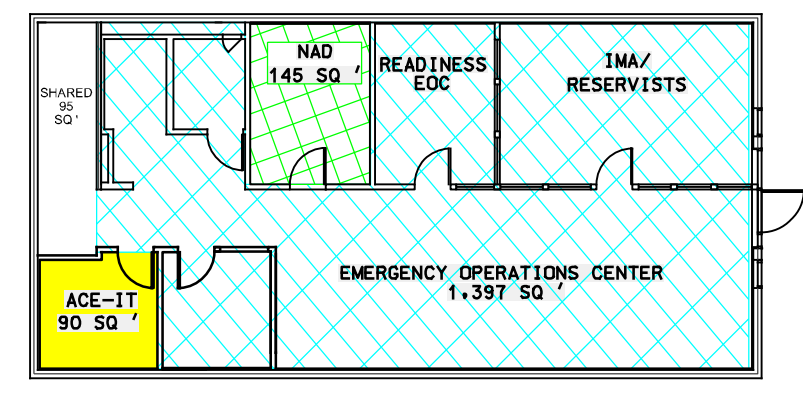 SHARED
95
SQ '
NAD
145 SQ '
READINESS
EOC
IMA/
RESERVISTS
EMERGENCY OPERATIONS CENTER
1,397 SQ '
ACE-IT
90 SQ '